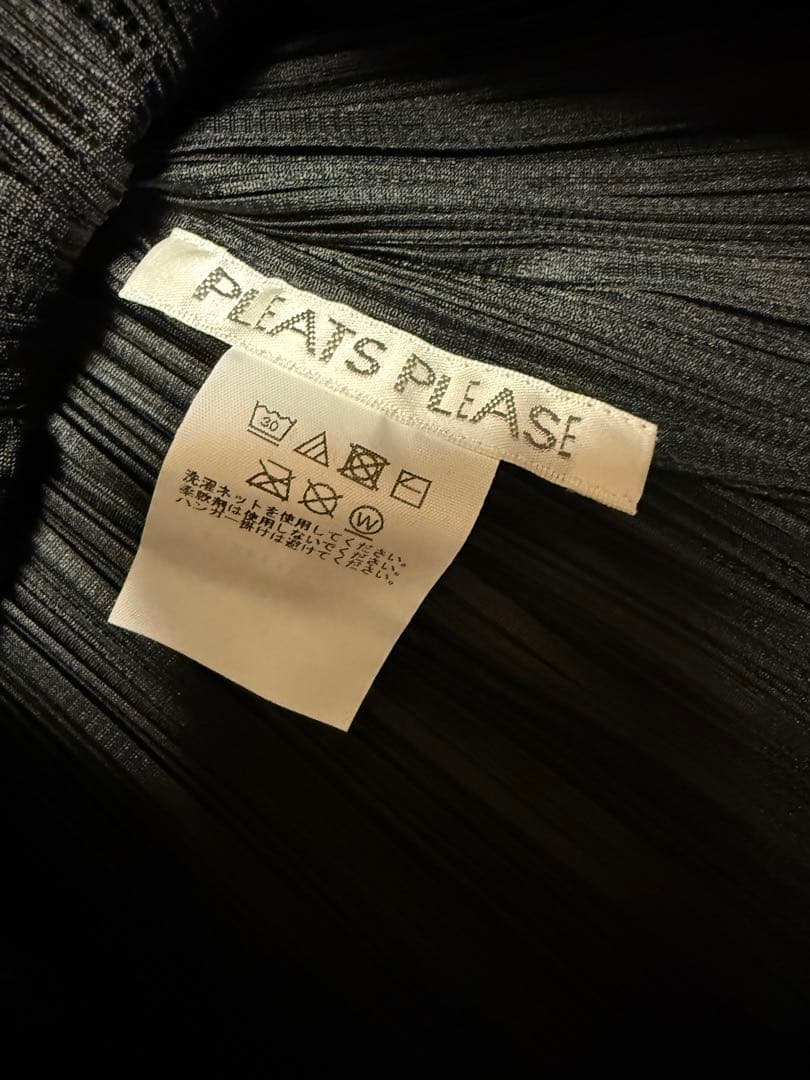 PLEATS PLEASE
30
W
洗濯ネットを使用してください。
柔軟剤は使用しないでください。
ハンガー掛けは避けてください。